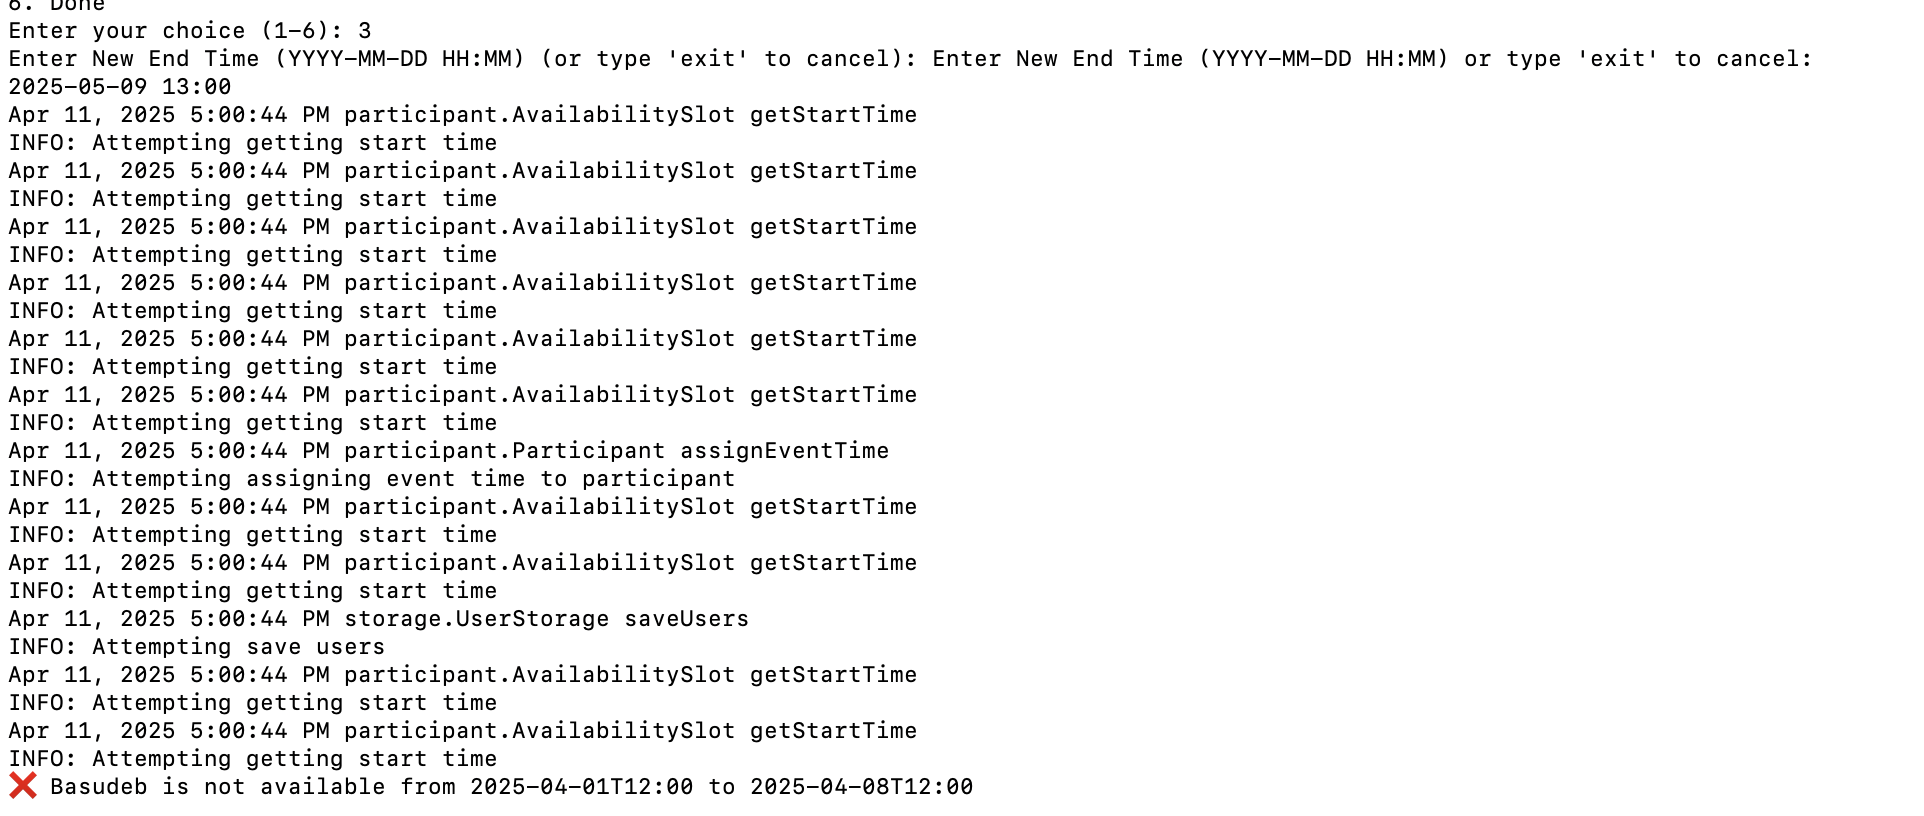 6. Done
Enter your choice (1-6): 3
Enter New End Time (YYYY-MM-DD HH:MM) (or type 'exit' to cancel): Enter New End Time (YYYY-MM-DD HH:MM) or type 'exit' to cancel:
2025-05-09 13:00
Apr 11, 2025 5:00:44 PM participant.AvailabilitySlot getStartTime
INFO: Attempting getting start time
Apr 11, 2025 5:00:44 PM participant.AvailabilitySlot getStartTime
INFO: Attempting getting start time
Apr 11, 2025 5:00:44 PM participant.AvailabilitySlot getStartTime
INFO: Attempting getting start time
Apr 11, 2025 5:00:44 PM participant.AvailabilitySlot getStartTime
INFO: Attempting getting start time
Apr 11, 2025 5:00:44 PM participant.AvailabilitySlot getStartTime
INFO: Attempting getting start time
Apr 11, 2025 5:00:44 PM participant.AvailabilitySlot getStartTime
INFO: Attempting getting start time
Apr 11, 2025 5:00:44 PM participant.Participant assignEventTime
INFO: Attempting assigning event time to participant
Apr 11, 2025 5:00:44 PM participant.AvailabilitySlot getStartTime
INFO: Attempting getting start time
Apr 11, 2025 5:00:44 PM participant.AvailabilitySlot getStartTime
INFO: Attempting getting start time
Apr 11, 2025 5:00:44 PM storage.UserStorage saveUsers
INFO: Attempting save users
Apr 11, 2025 5:00:44 PM participant.AvailabilitySlot getStartTime
INFO: Attempting getting start time
Apr 11, 2025 5:00:44 PM participant.AvailabilitySlot getStartTime
INFO: Attempting getting start time
❌ Basudeb is not available from 2025-04-01T12:00 to 2025-04-08T12:00